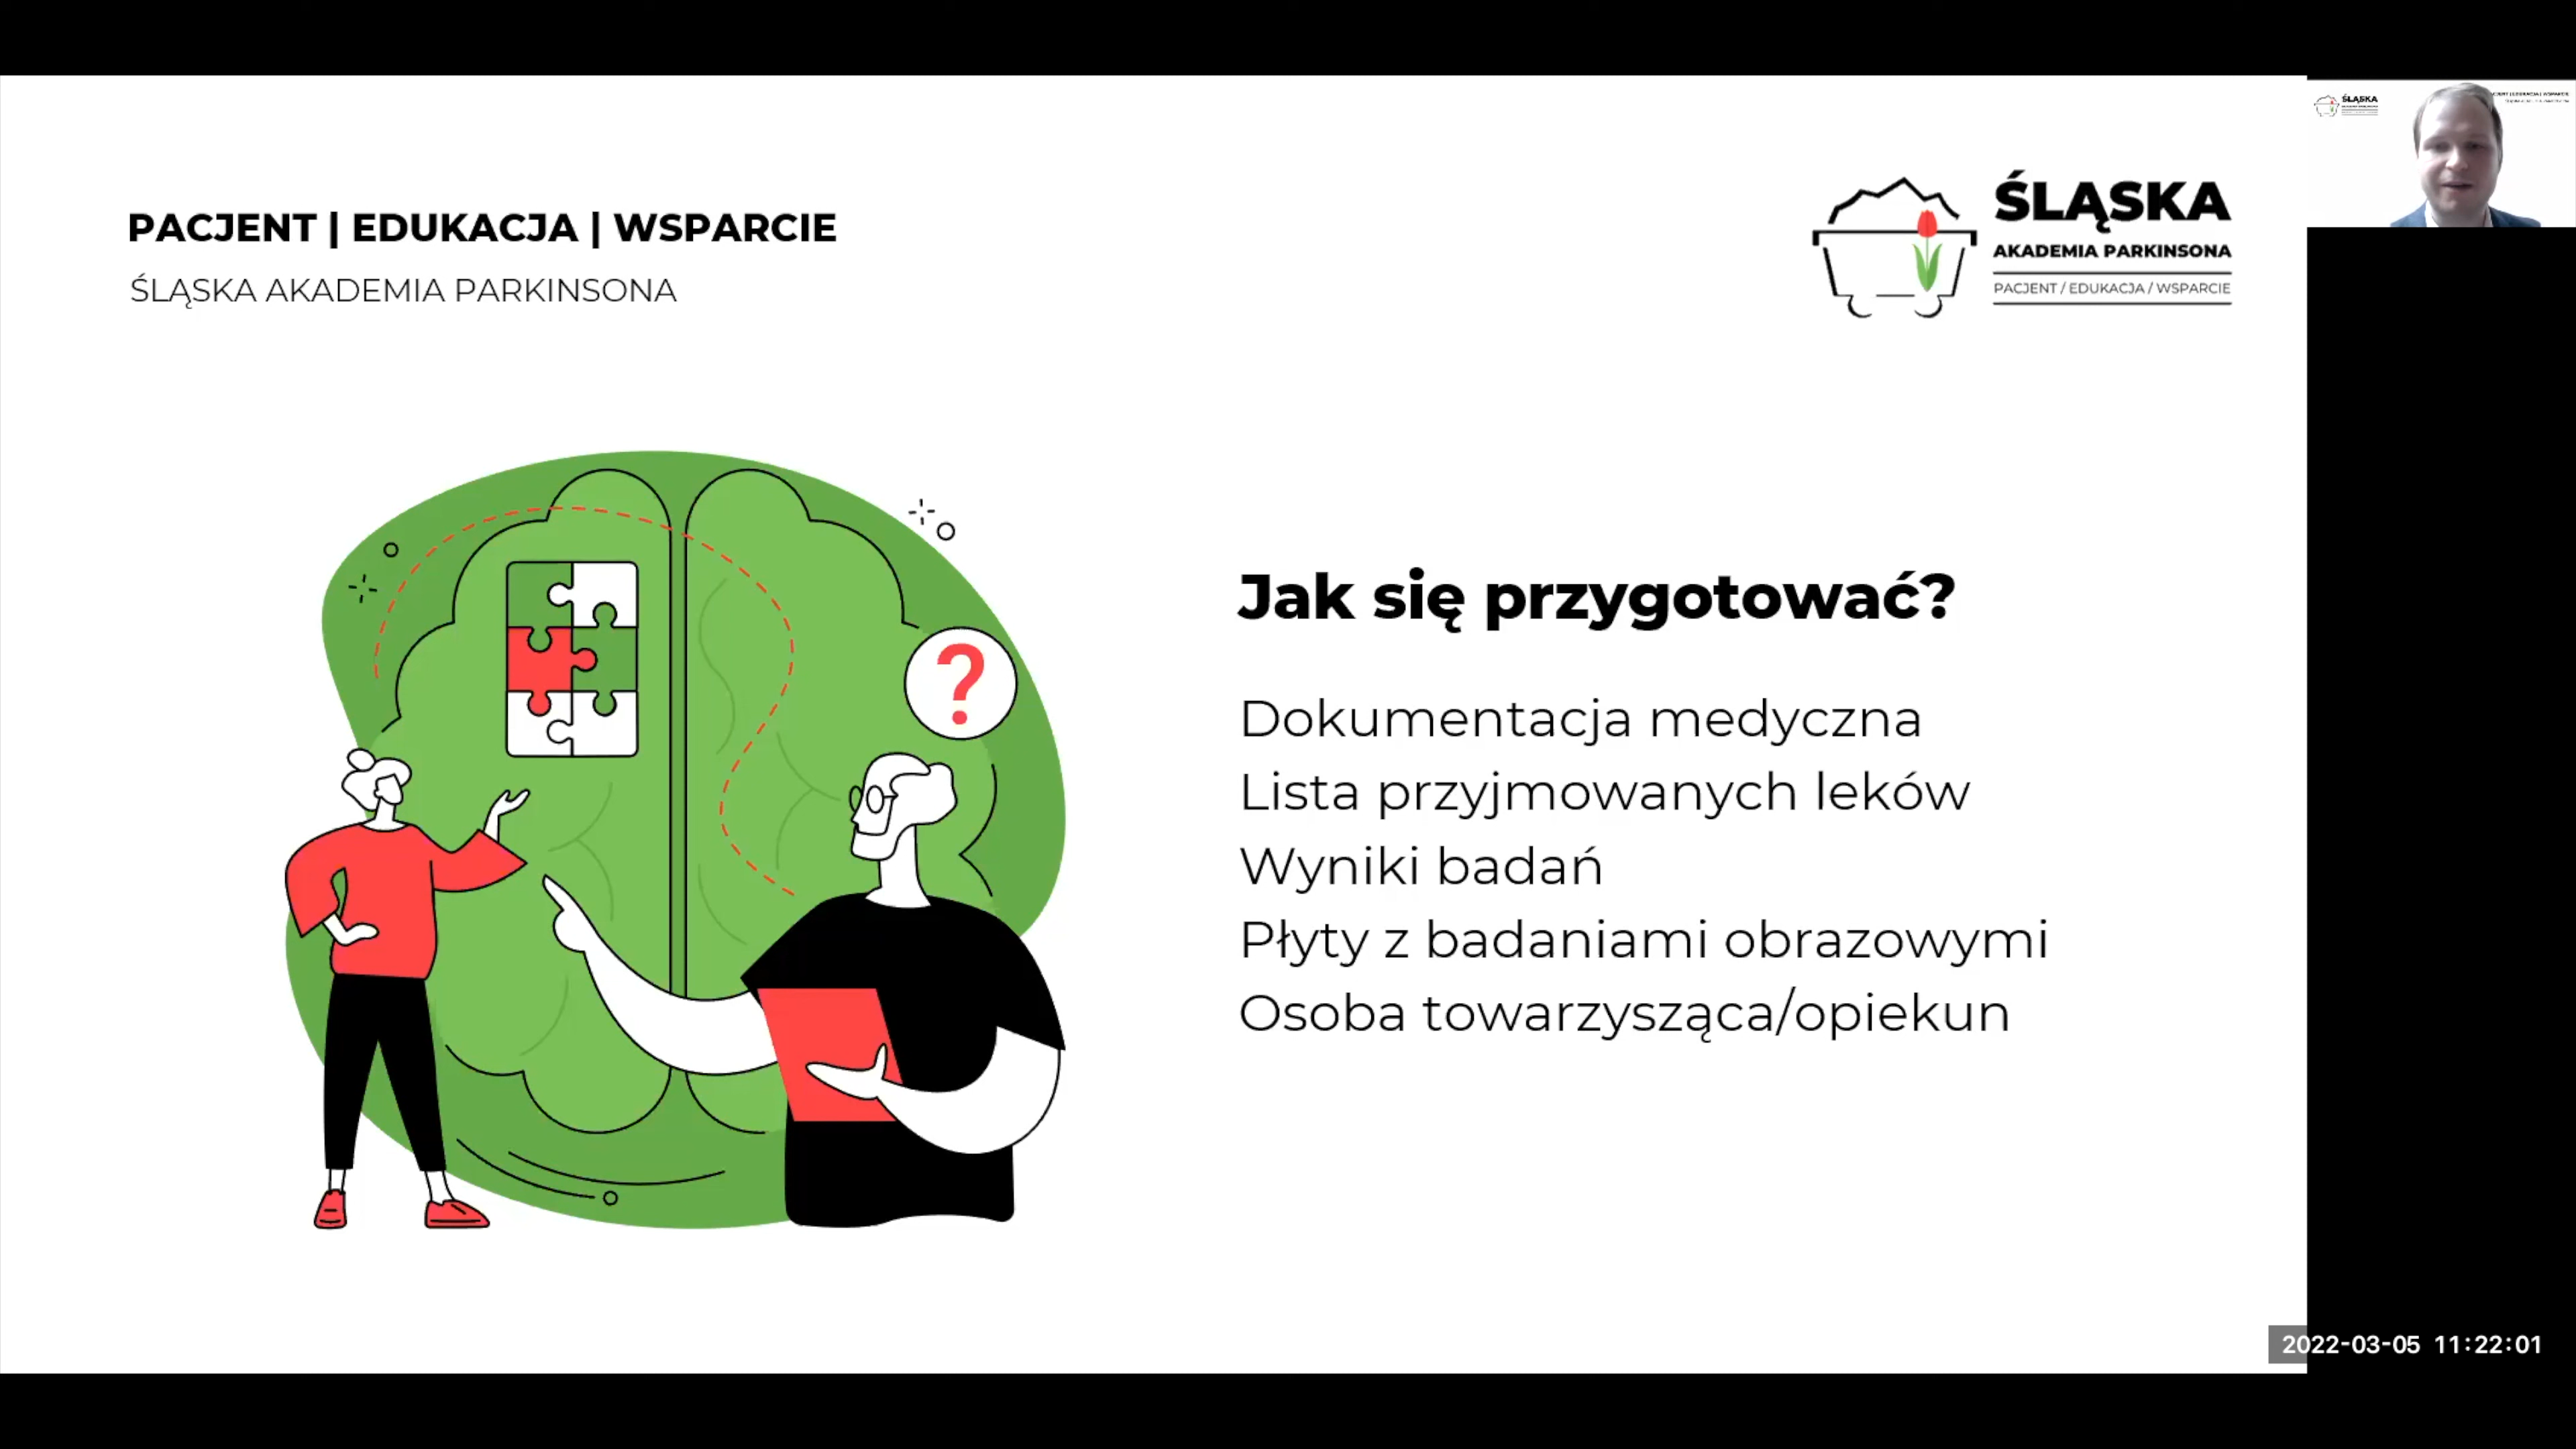 PACJENT | EDUKACJA | WSPARCIE
ŚLĄSKA AKADEMIA PARKINSONA
ŚLĄSKA
AKADEMIA PARKINSONA
PACJENT / EDUKACJA / WSPARCIE
ŚLĄSKA
?
Jak się przygotować?
Dokumentacja medyczna
Lista przyjmowanych leków
Wyniki badań
Płyty z badaniami obrazowymi
Osoba towarzysząca/opiekun
2022-03-05 11:22:01